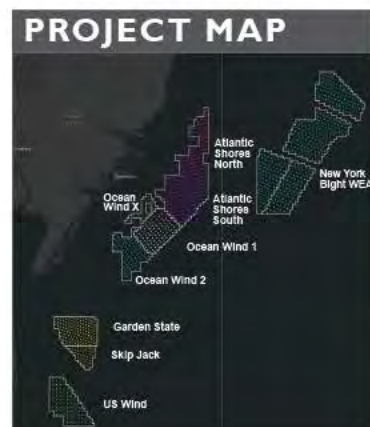 PROJECT MAP
Atlantic
Shores
North
New York
Bight WEA
Ocean
Wind X
Atlantic
Shores
South
Ocean Wind 1
Ocean Wind 2
Garden State
Skip Jack
US Wind